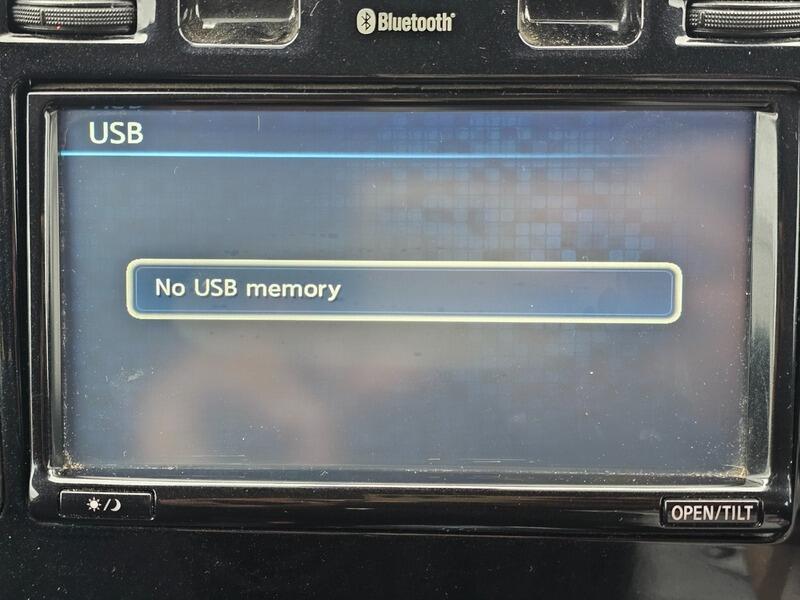 Bluetooth®
USB
No USB memory
OPEN/TILT